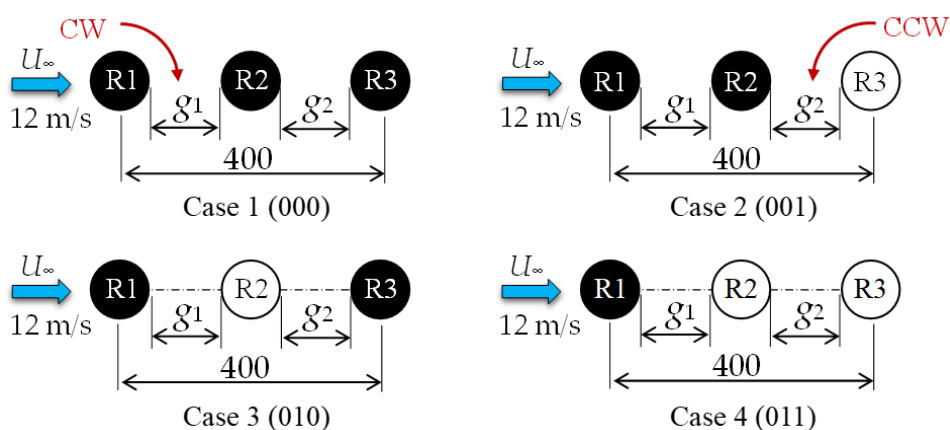 CW
U∞
12 m/s
R1
R2
R3
g1
g2
400
Case 1 (000)
CCW
U∞
12 m/s
R1
R2
R3
g1
g2
400
Case 2 (001)
U∞
12 m/s
R1
R2
R3
g1
g2
400
Case 3 (010)
U∞
12 m/s
R1
R2
R3
g1
g2
400
Case 4 (011)